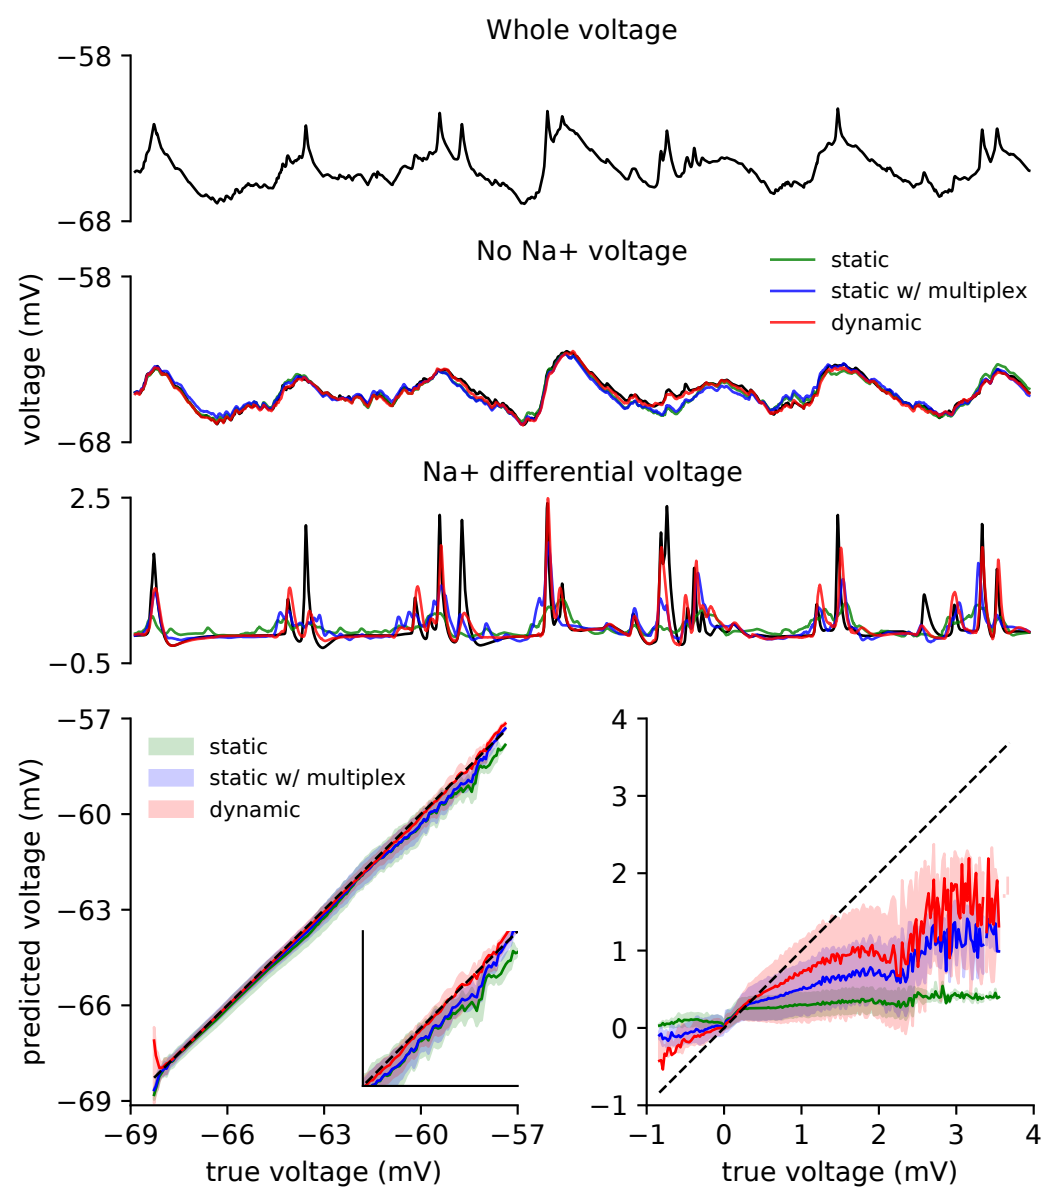 Whole voltage
−58
−68
No Na+ voltage
−58
−68
static
static w/ multiplex
dynamic
voltage (mV)
Na+ differential voltage
2.5
−0.5
−57
−60
−63
−66
−69
predicted voltage (mV)
static
static w/ multiplex
dynamic
−69 −66 −63 −60 −57
true voltage (mV)
4
3
2
1
0
−1
−1 0 1 2 3 4
true voltage (mV)